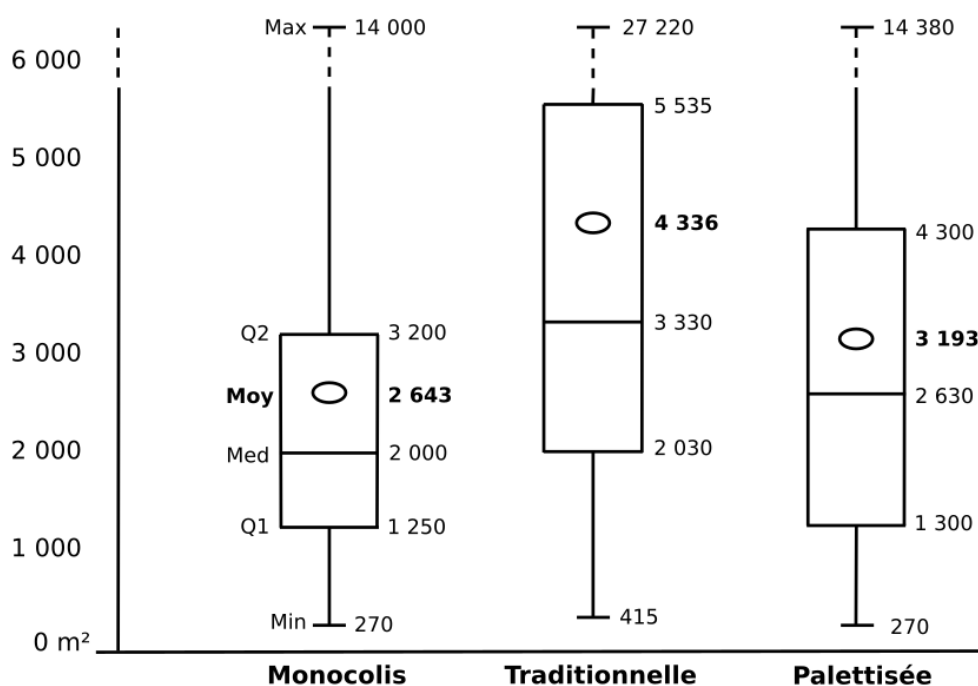 Max 14 000 27 220 14 380
6 000
5 535
5 000
4 336
4 300
4 000
Q2 3 200 3 330 3 193
3 000
Moy 2 643 2 630
2 000
Med 2 000 2 030
Q1 1 250 1 300
1 000
Min 270 415 270
0 m²
Monocolis Traditionnelle Palettisée